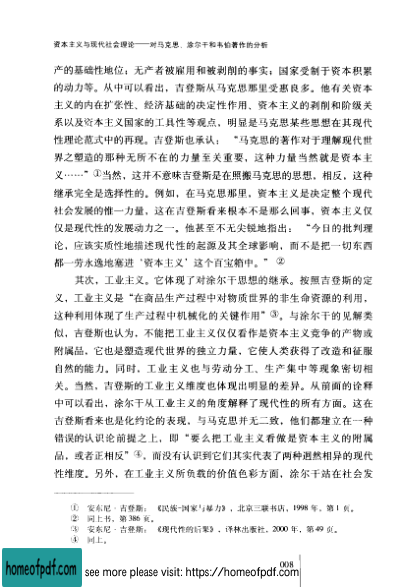 资本主义与现代社会理论——对马克思、涂尔干和韦伯著作的分析
产的基础性地位；无产者被雇用和被剥削的事实；国家受制于资本积累
的动力等。从中可以看出，吉登斯从马克思那里受惠良多。他有关资本
主义的内在扩张性、经济基础的决定性作用、资本主义的剥削和阶级关
系以及资本主义国家的工具性等观点，明显是马克思某些思想在其现代
性理论范式中的再现。吉登斯也承认： “马克思的著作对于理解现代世
界之塑造的那种无所不在的力量至关重要，这种力量当然就是资本主
义……”①当然，这并不意味吉登斯是在照搬马克思的思想，相反，这种
继承完全是选择性的。例如，在马克思那里，资本主义是决定整个现代
社会发展的惟一力量，这在吉登斯看来根本不是那么回事，资本主义仅
仅是现代性的发展动力之一。他甚至不无尖锐地指出： “今日的批判理
论，应该实质性地描述现代性的起源及其全球影响，而不是把一切东西
都一劳永逸地塞进‘资本主义’这个百宝箱中。” ②
其次，工业主义。它体现了对涂尔干思想的继承。按照吉登斯的定
义，工业主义是“在商品生产过程中对物质世界的非生命资源的利用，
这种利用体现了生产过程中机械化的关键作用”③。与涂尔干的见解类
似，吉登斯也认为，不能把工业主义仅仅看作是资本主义竞争的产物或
附属品，它也是塑造现代世界的独立力量，它使人类获得了改造和征服
自然的能力。同时，工业主义也与劳动分工、生产集中等现象密切相
关。当然，吉登斯的工业主义维度也体现出明显的差异。从前面的诠释
中可以看出，涂尔干从工业主义的角度解释了现代性的所有方面。这在
吉登斯看来也是化约论的表现，与马克思并无二致，他们都建立在一种
错误的认识论前提之上，即“要么把工业主义看做是资本主义的附属
品，或者正相反”④，而没有认识到它们其实代表了两种迥然相异的现代
性维度。另外，在工业主义所负载的价值色彩方面，涂尔干站在社会发
① 安东尼·吉登斯：《民族-国家与暴力》，北京三联书店，1998年，第1页。
② 同上书，第386页。
③ 安东尼·吉登斯：《现代性的后果》，译林出版社，2000年，第49页。
④ 同上。
008
homeofpdf.com
see more please visit: https://homeofpdf.com